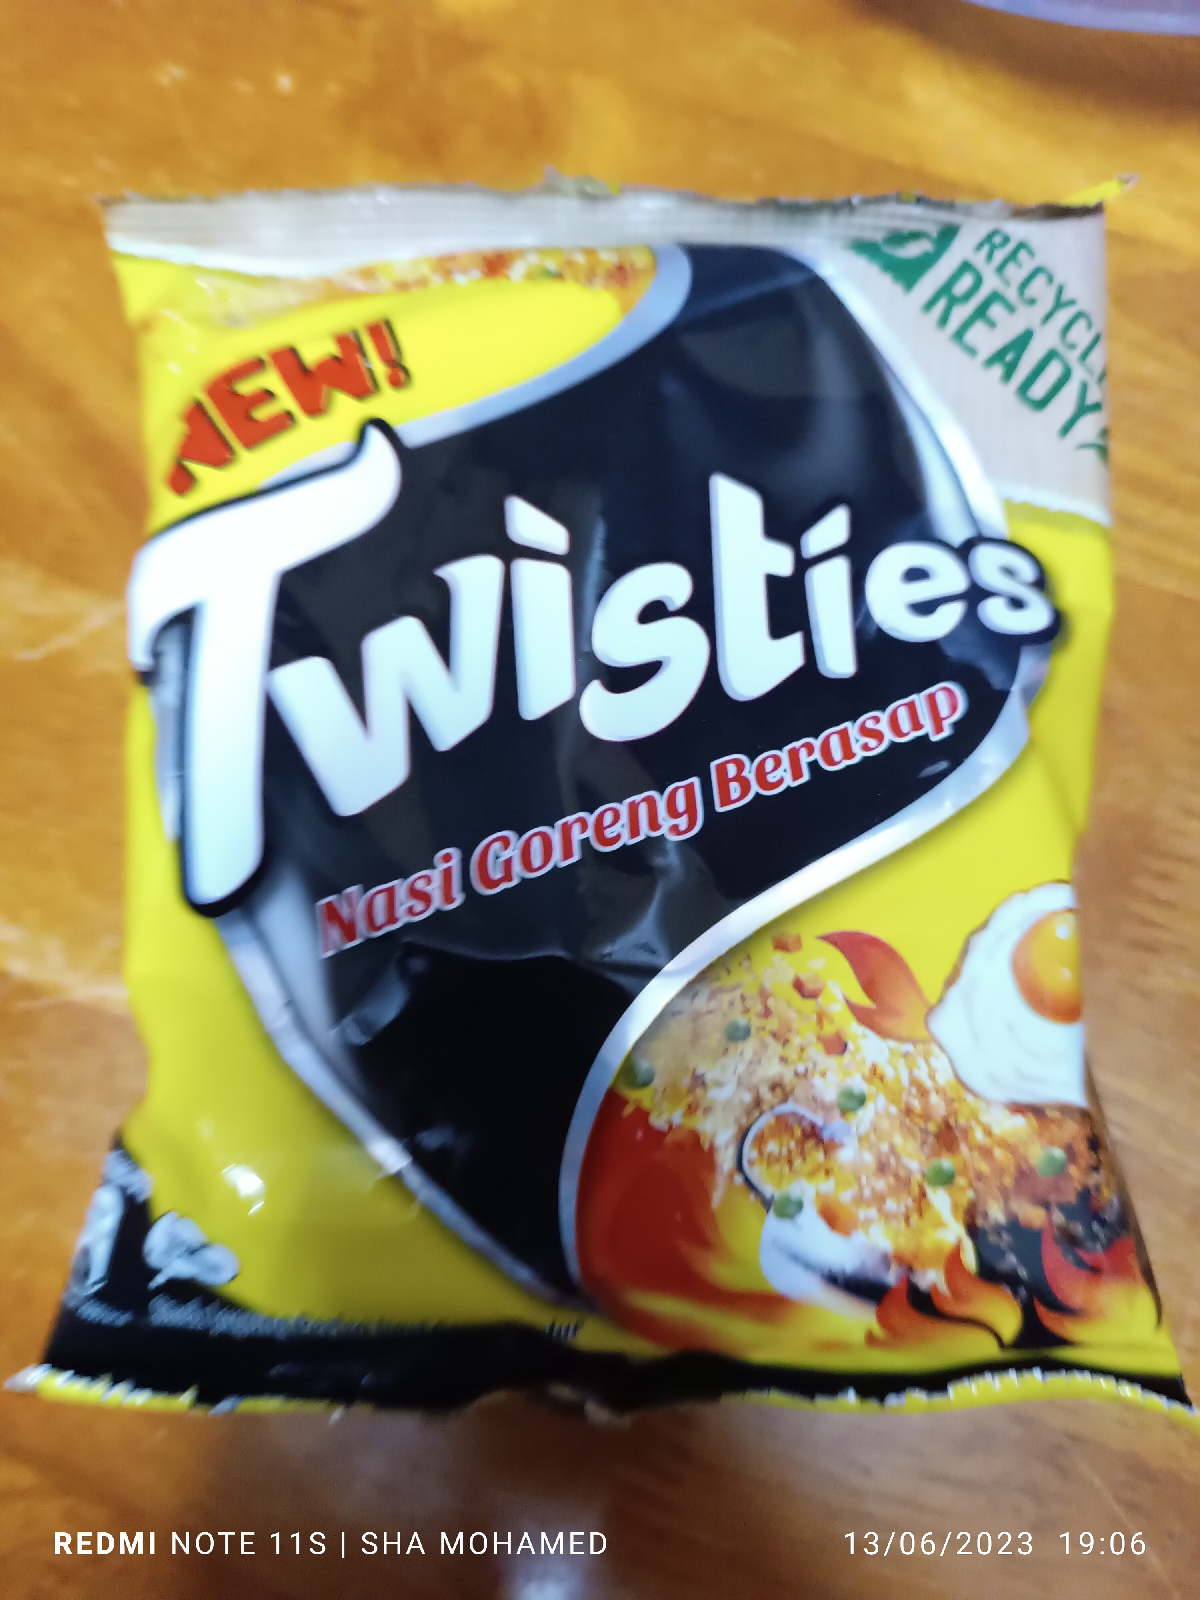 NEW!
RECYCLE
READY
Twisties
Nasi Goreng Berasap
REDMI NOTE 11S | SHA MOHAMED
13/06/2023 19:06